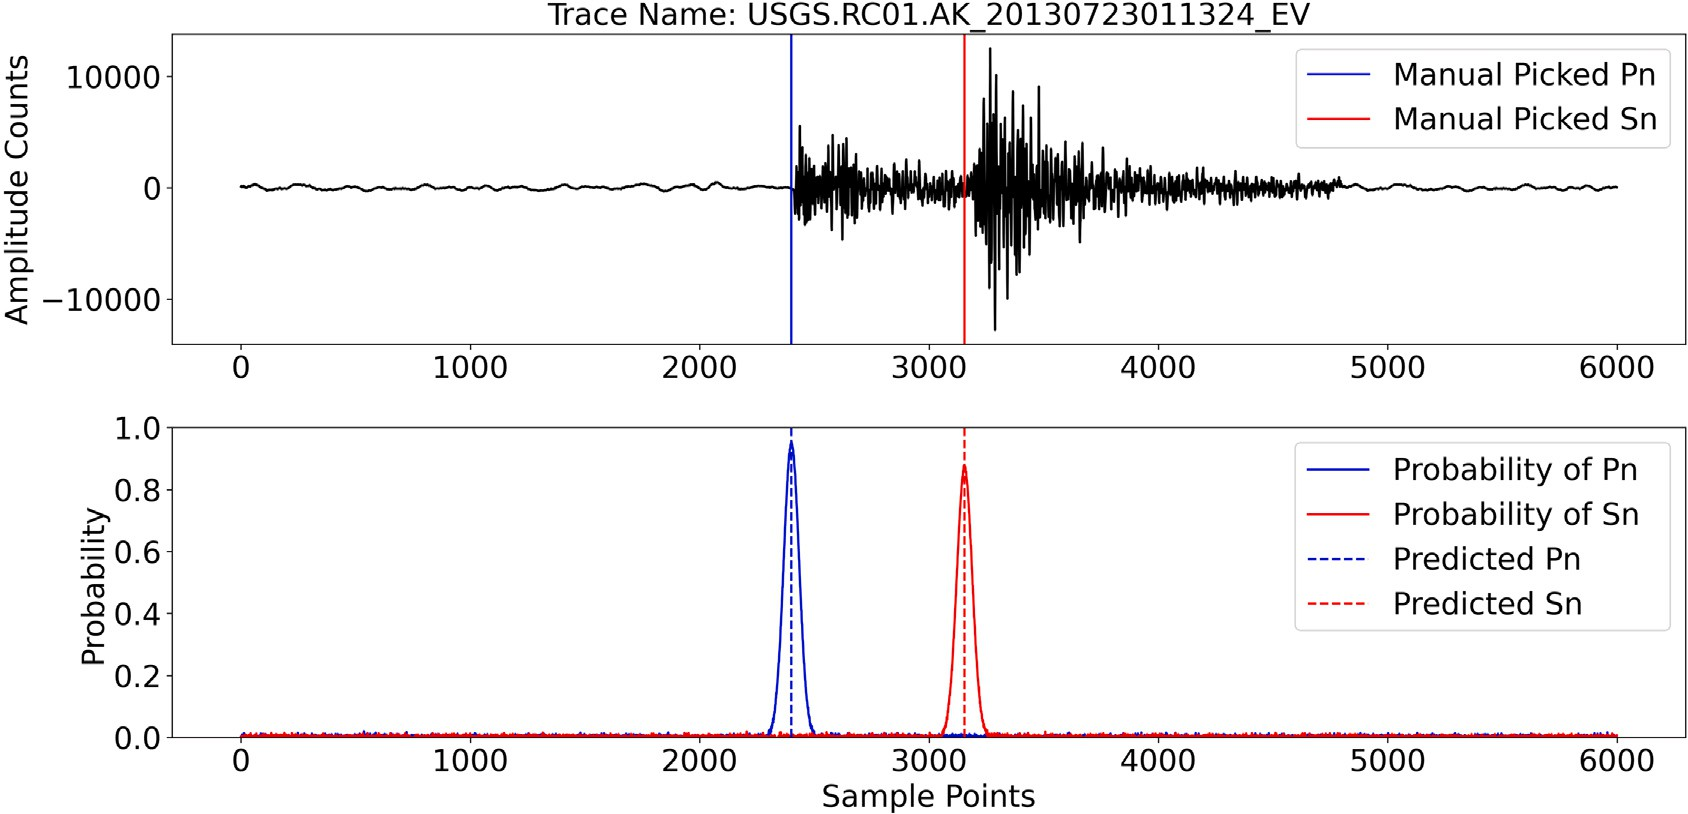 Trace Name: USGS.RC01.AK_20130723011324_EV
Amplitude Counts
10000
0
−10000
Manual Picked Pn
Manual Picked Sn
0 1000 2000 3000 4000 5000 6000
Probability
1.0
0.8
0.6
0.4
0.2
0.0
Probability of Pn
Probability of Sn
Predicted Pn
Predicted Sn
0 1000 2000 3000 4000 5000 6000
Sample Points